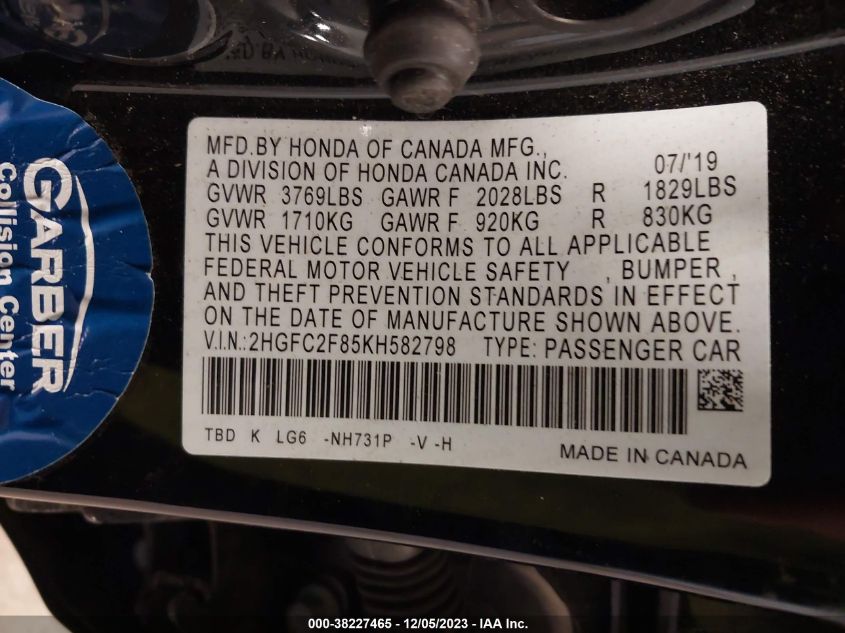 MFD.BY HONDA OF CANADA MFG.,
A DIVISION OF HONDA CANADA INC. 07/'19
GVWR 3769LBS GAWR F 2028LBS R 1829LBS
GVWR 1710KG GAWR F 920KG R 830KG
THIS VEHICLE CONFORMS TO ALL APPLICABLE
FEDERAL MOTOR VEHICLE SAFETY , BUMPER ,
AND THEFT PREVENTION STANDARDS IN EFFECT
ON THE DATE OF MANUFACTURE SHOWN ABOVE.
V.I.N.:2HGFC2F85KH582798 TYPE: PASSENGER CAR
TBD K LG6 -NH731P -V -H
MADE IN CANADA
GARBER
Collision Center
000-38227465 - 12/05/2023 - IAA Inc.